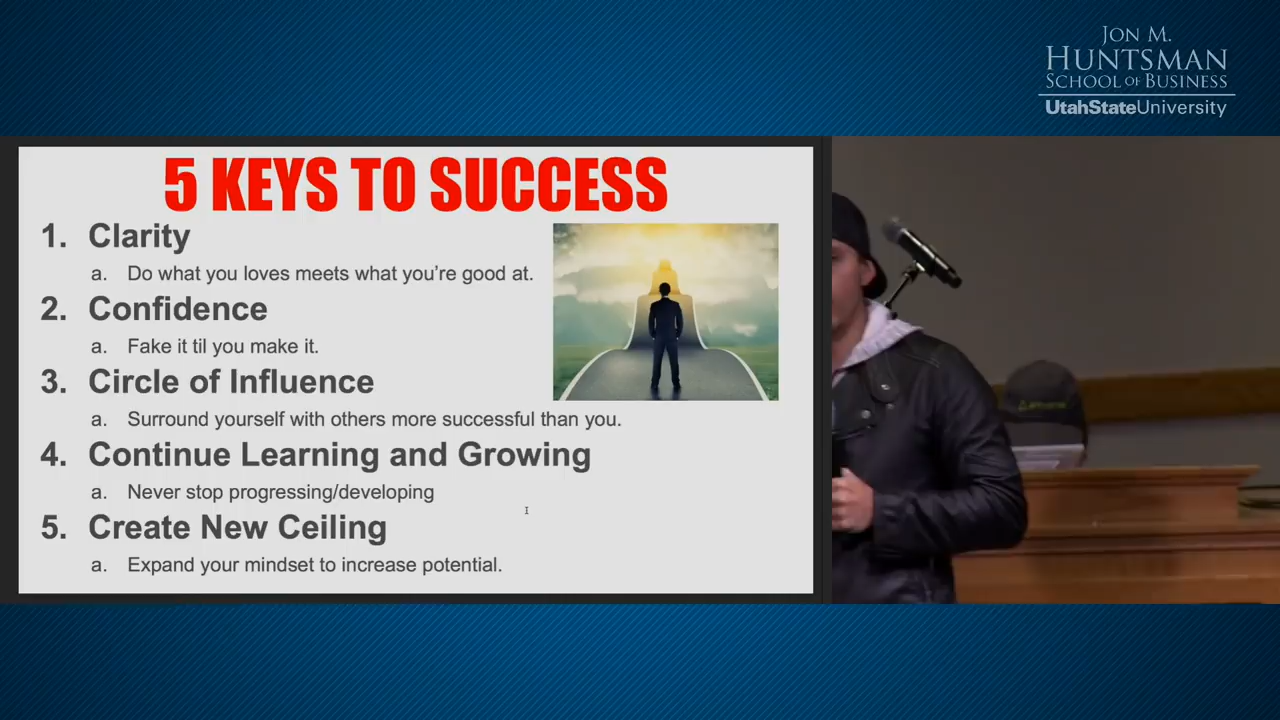 JON M.
HUNTSMAN
SCHOOL OF BUSINESS
UtahStateUniversity
5 KEYS TO SUCCESS
1. Clarity
a. Do what you loves meets what you're good at.
2. Confidence
a. Fake it til you make it.
3. Circle of Influence
a. Surround yourself with others more successful than you.
4. Continue Learning and Growing
a. Never stop progressing/developing
5. Create New Ceiling
a. Expand your mindset to increase potential.